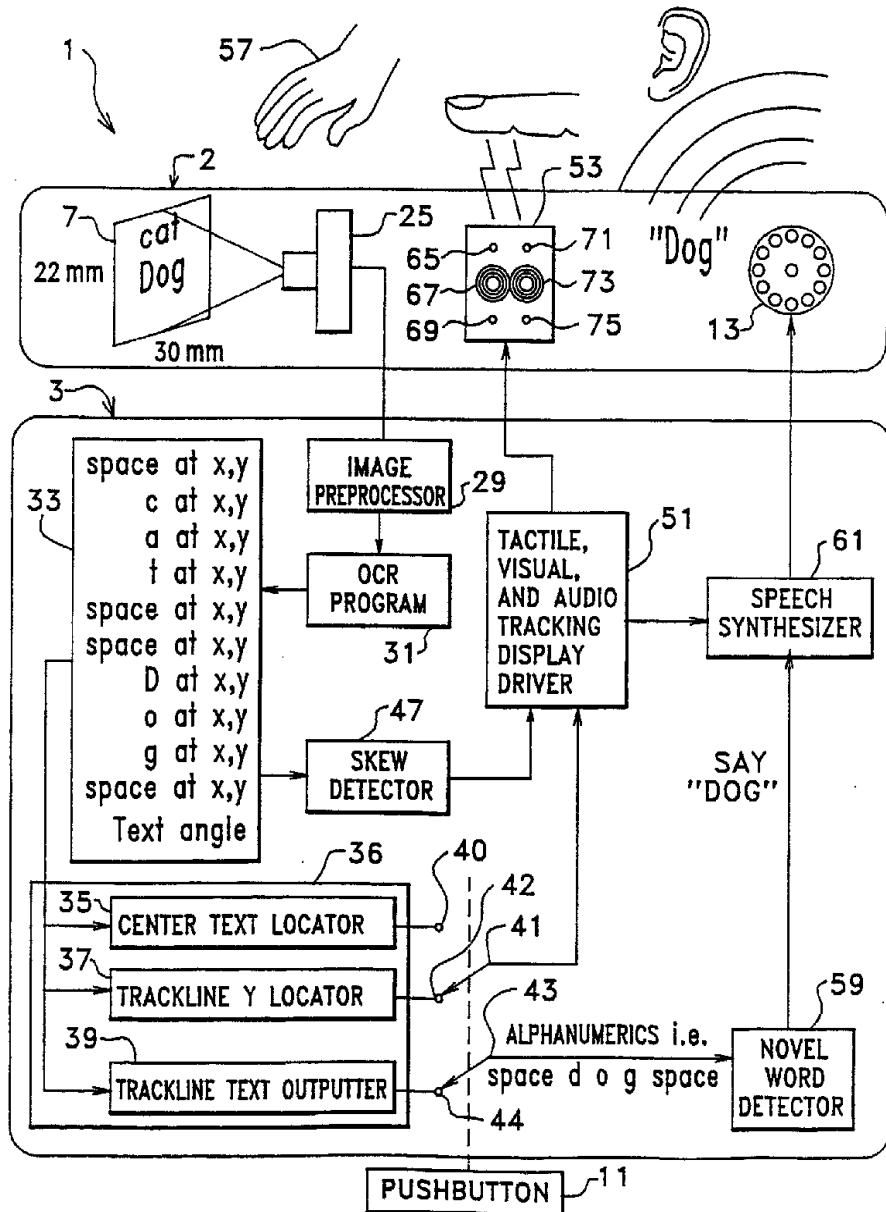 1
57
2
53
7
cat
Dog
25
65
71
"Dog"
22 mm
67
73
69
75
13
30 mm
3
33
space at x,y
c at x,y
a at x,y
t at x,y
space at x,y
space at x,y
D at x,y
o at x,y
g at x,y
space at x,y
Text angle
IMAGE
PREPROCESSOR
29
OCR
PROGRAM
31
51
TACTILE,
VISUAL,
AND AUDIO
TRACKING
DISPLAY
DRIVER
61
SPEECH
SYNTHESIZER
47
SKEW
DETECTOR
SAY
"DOG"
36
40
35
CENTER TEXT LOCATOR
42
41
37
TRACKLINE Y LOCATOR
43
59
39
TRACKLINE TEXT OUTPUTTER
ALPHANUMERICS i.e.
space d o g space
44
NOVEL
WORD
DETECTOR
PUSHBUTTON
11